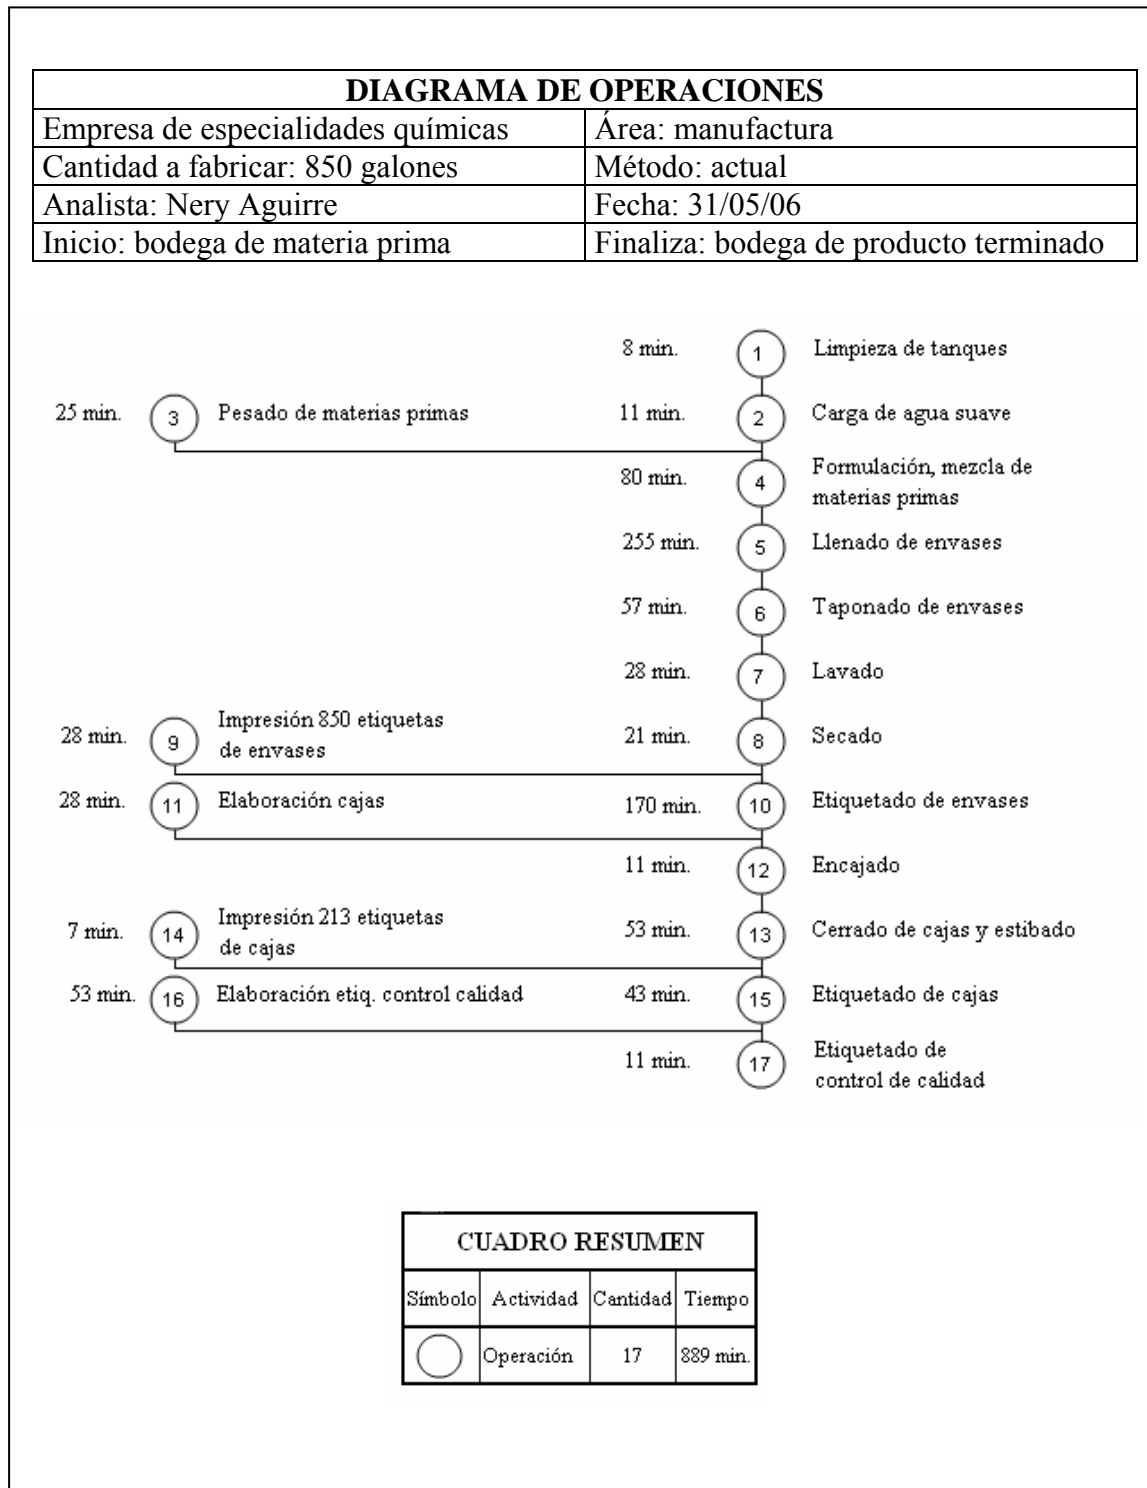 DIAGRAMA DE OPERACIONES
Empresa de especialidades químicas
Área: manufactura
Cantidad a fabricar: 850 galones
Método: actual
Analista: Nery Aguirre
Fecha: 31/05/06
Inicio: bodega de materia prima
Finaliza: bodega de producto terminado
8 min. 1 Limpieza de tanques
25 min. 3 Pesado de materias primas
11 min. 2 Carga de agua suave
80 min. 4 Formulación, mezcla de
materias primas
255 min. 5 Llenado de envases
57 min. 6 Taponado de envases
28 min. 7 Lavado
28 min. 9 Impresión 850 etiquetas
de envases
21 min. 8 Secado
28 min. 11 Elaboración cajas
170 min. 10 Etiquetado de envases
11 min. 12 Encajado
7 min. 14 Impresión 213 etiquetas
de cajas
53 min. 13 Cerrado de cajas y estibado
53 min. 16 Elaboración etiq. control calidad
43 min. 15 Etiquetado de cajas
11 min. 17 Etiquetado de
control de calidad
CUADRO RESUMEN
Símbolo Actividad Cantidad Tiempo
Operación 17 889 min.